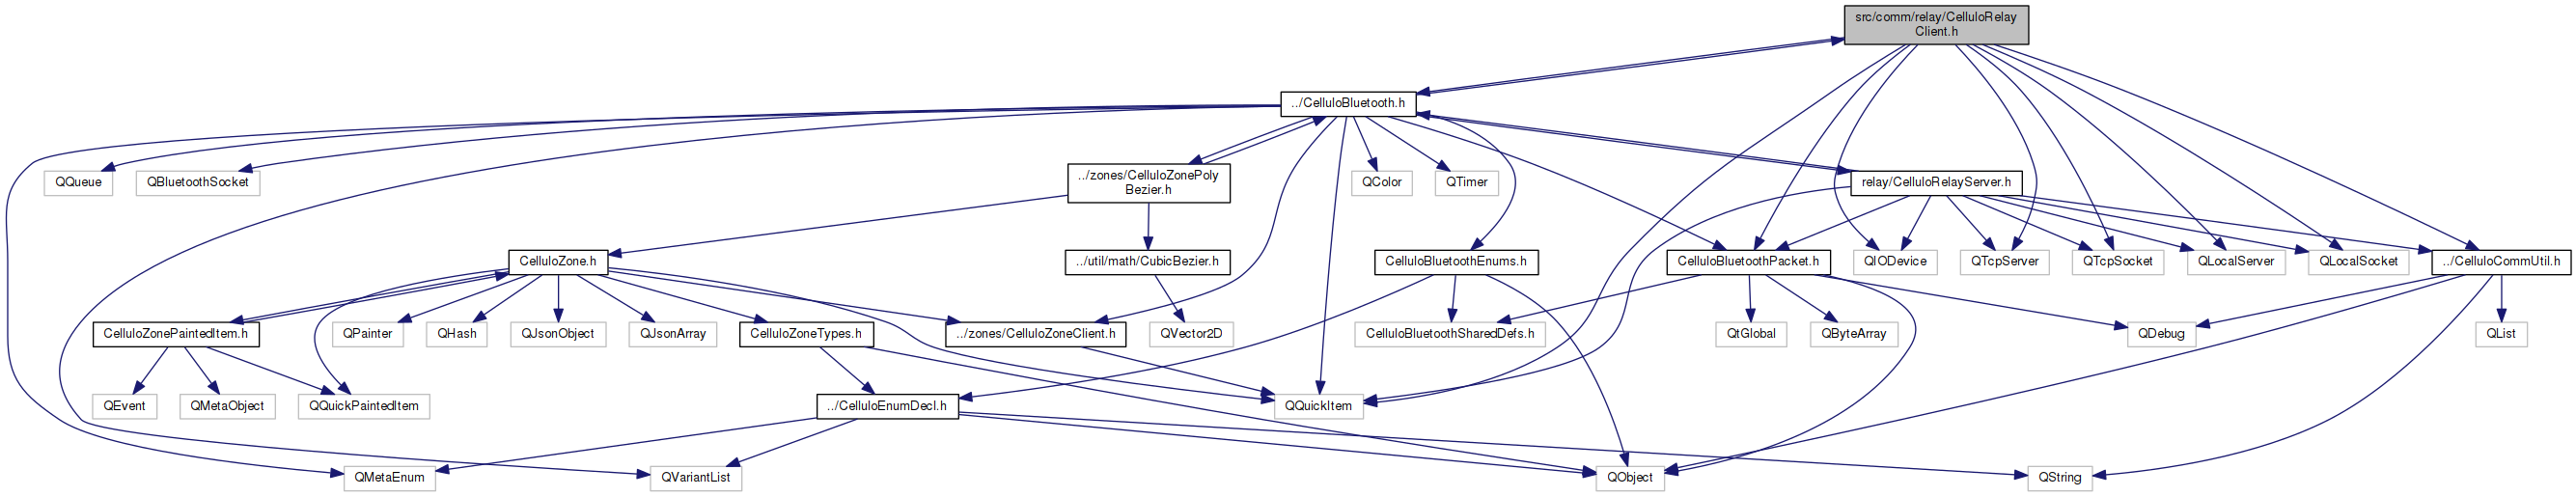 src/comm/relay/CelluloRelay
Client.h
../CelluloBluetooth.h
QQueue
QBluetoothSocket
../zones/CelluloZonePoly
Bezier.h
QColor
QTimer
relay/CelluloRelayServer.h
CelluloZone.h
../util/math/CubicBezier.h
CelluloBluetoothEnums.h
CelluloBluetoothPacket.h
QIODevice
QTcpServer
QTcpSocket
QLocalServer
QLocalSocket
../CelluloCommUtil.h
CelluloZonePaintedItem.h
QPainter
QHash
QJsonObject
QJsonArray
CelluloZoneTypes.h
../zones/CelluloZoneClient.h
QVector2D
CelluloBluetoothSharedDefs.h
QtGlobal
QByteArray
QDebug
QList
QEvent
QMetaObject
QQuickPaintedItem
../CelluloEnumDecl.h
QQuickItem
QMetaEnum
QVariantList
QObject
QString